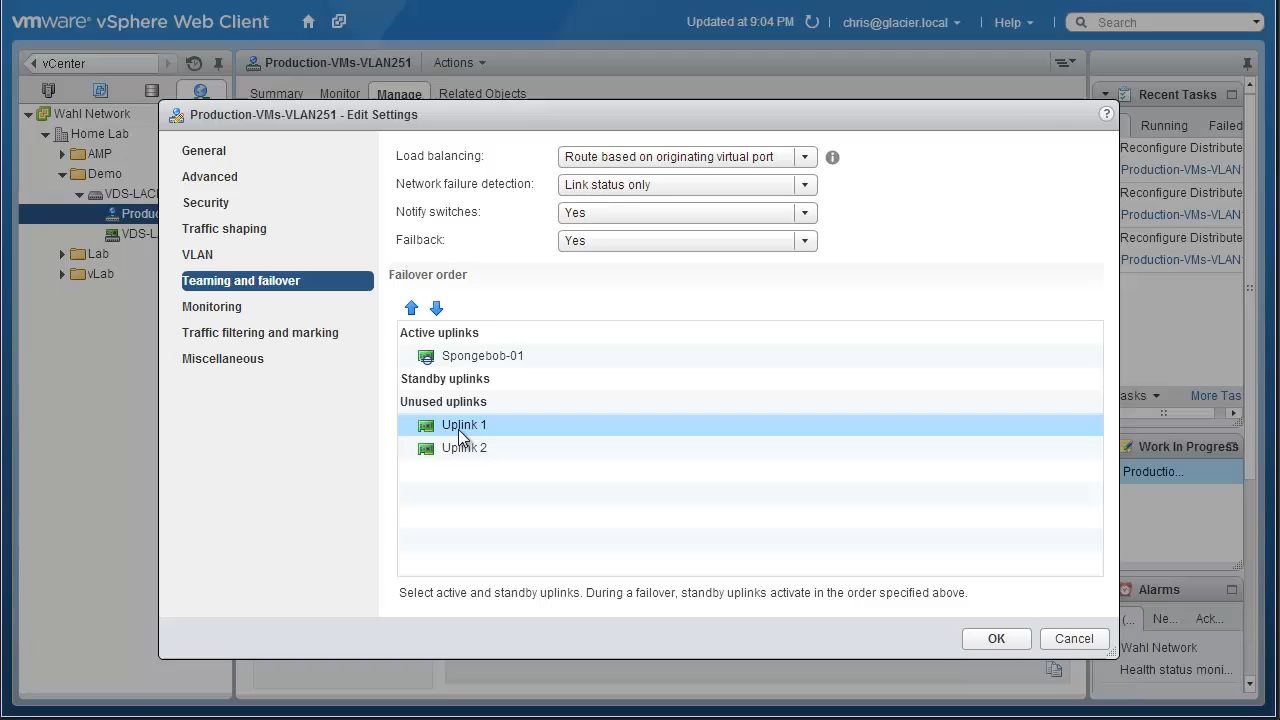 vmware® vSphere Web Client
Updated at 9:04 PM
chris@glacier.local
Help
Search
vCenter
Production-VMs-VLAN251
Actions
Summary
Monitor
Manage
Related Objects
Wahl Network
Home Lab
AMP
Demo
VDS-LAC
Produc
VDS-L
Lab
vLab
Production-VMs-VLAN251 - Edit Settings
General
Advanced
Security
Traffic shaping
VLAN
Teaming and failover
Monitoring
Traffic filtering and marking
Miscellaneous
Load balancing:
Route based on originating virtual port
Network failure detection:
Link status only
Notify switches:
Yes
Failback:
Yes
Failover order
Active uplinks
Spongebob-01
Standby uplinks
Unused uplinks
Uplink 1
Uplink 2
Select active and standby uplinks. During a failover, standby uplinks activate in the order specified above.
OK
Cancel
Recent Tasks
Running
Failed
Reconfigure Distribute
Production-VMs-VLAN
Reconfigure Distribute
Production-VMs-VLAN
Reconfigure Distribute
Production-VMs-VLAN
asks
More Tas
Work In Progress
Productio...
Alarms
(...
Ne...
Ack...
Wahl Network
Health status moni...